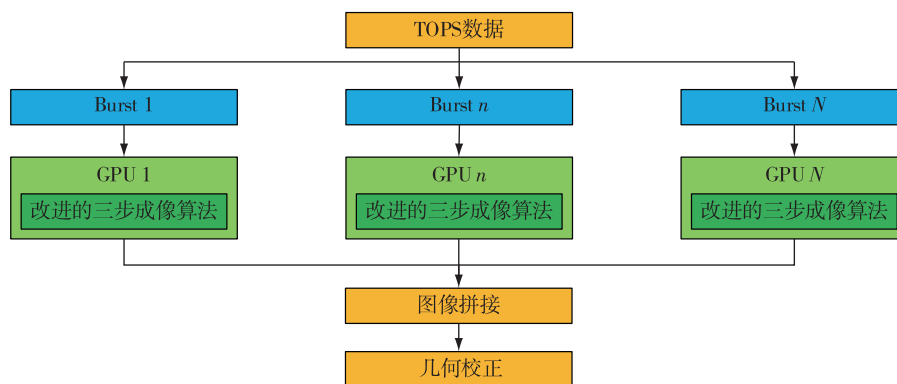 TOPS数据
Burst 1
Burst n
Burst N
GPU 1
GPU n
GPU N
改进的三步成像算法
改进的三步成像算法
改进的三步成像算法
图像拼接
几何校正